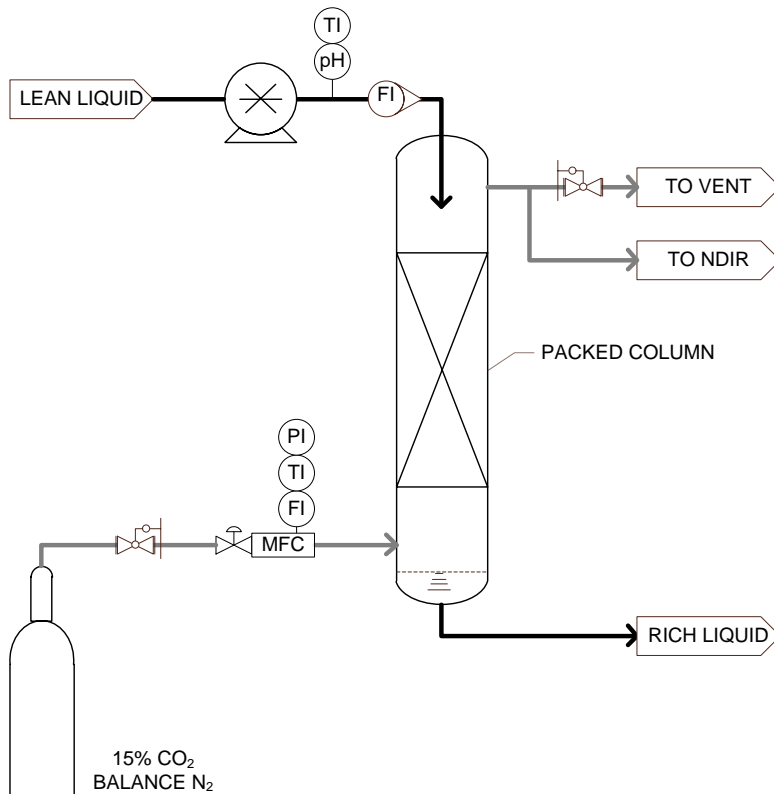 TI
pH
LEAN LIQUID
FI
TO VENT
TO NDIR
PACKED COLUMN
PI
TI
FI
MFC
RICH LIQUID
15% CO₂
BALANCE N₂